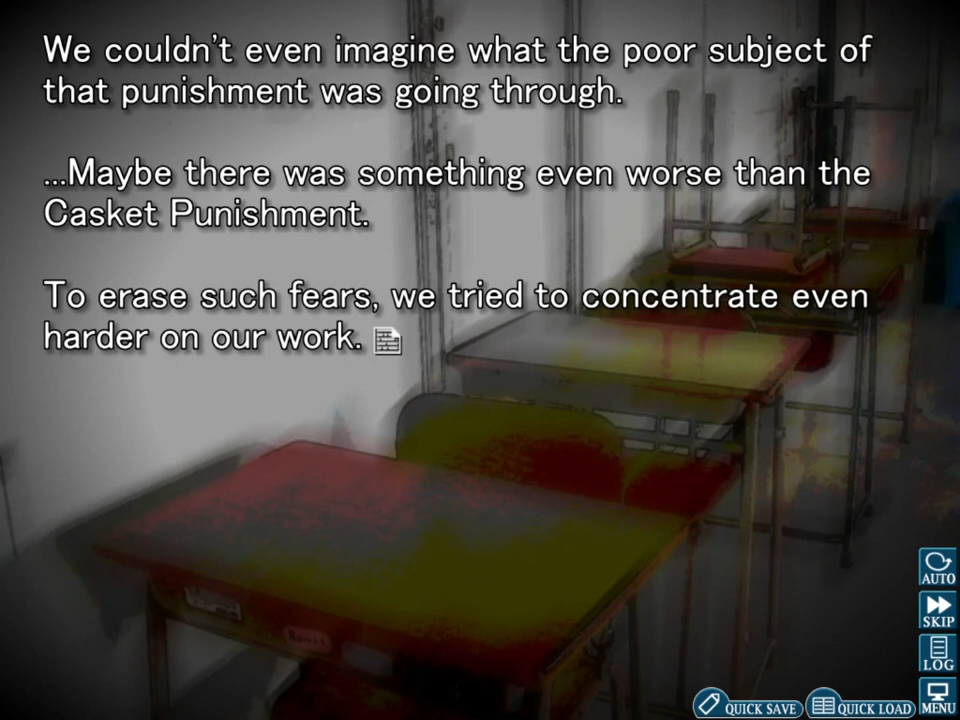 We couldn't even imagine what the poor subject of
that punishment was going through.
...Maybe there was something even worse than the
Casket Punishment.
To erase such fears, we tried to concentrate even
harder on our work.
AUTO
SKIP
LOG
QUICK SAVE
QUICK LOAD
MENU